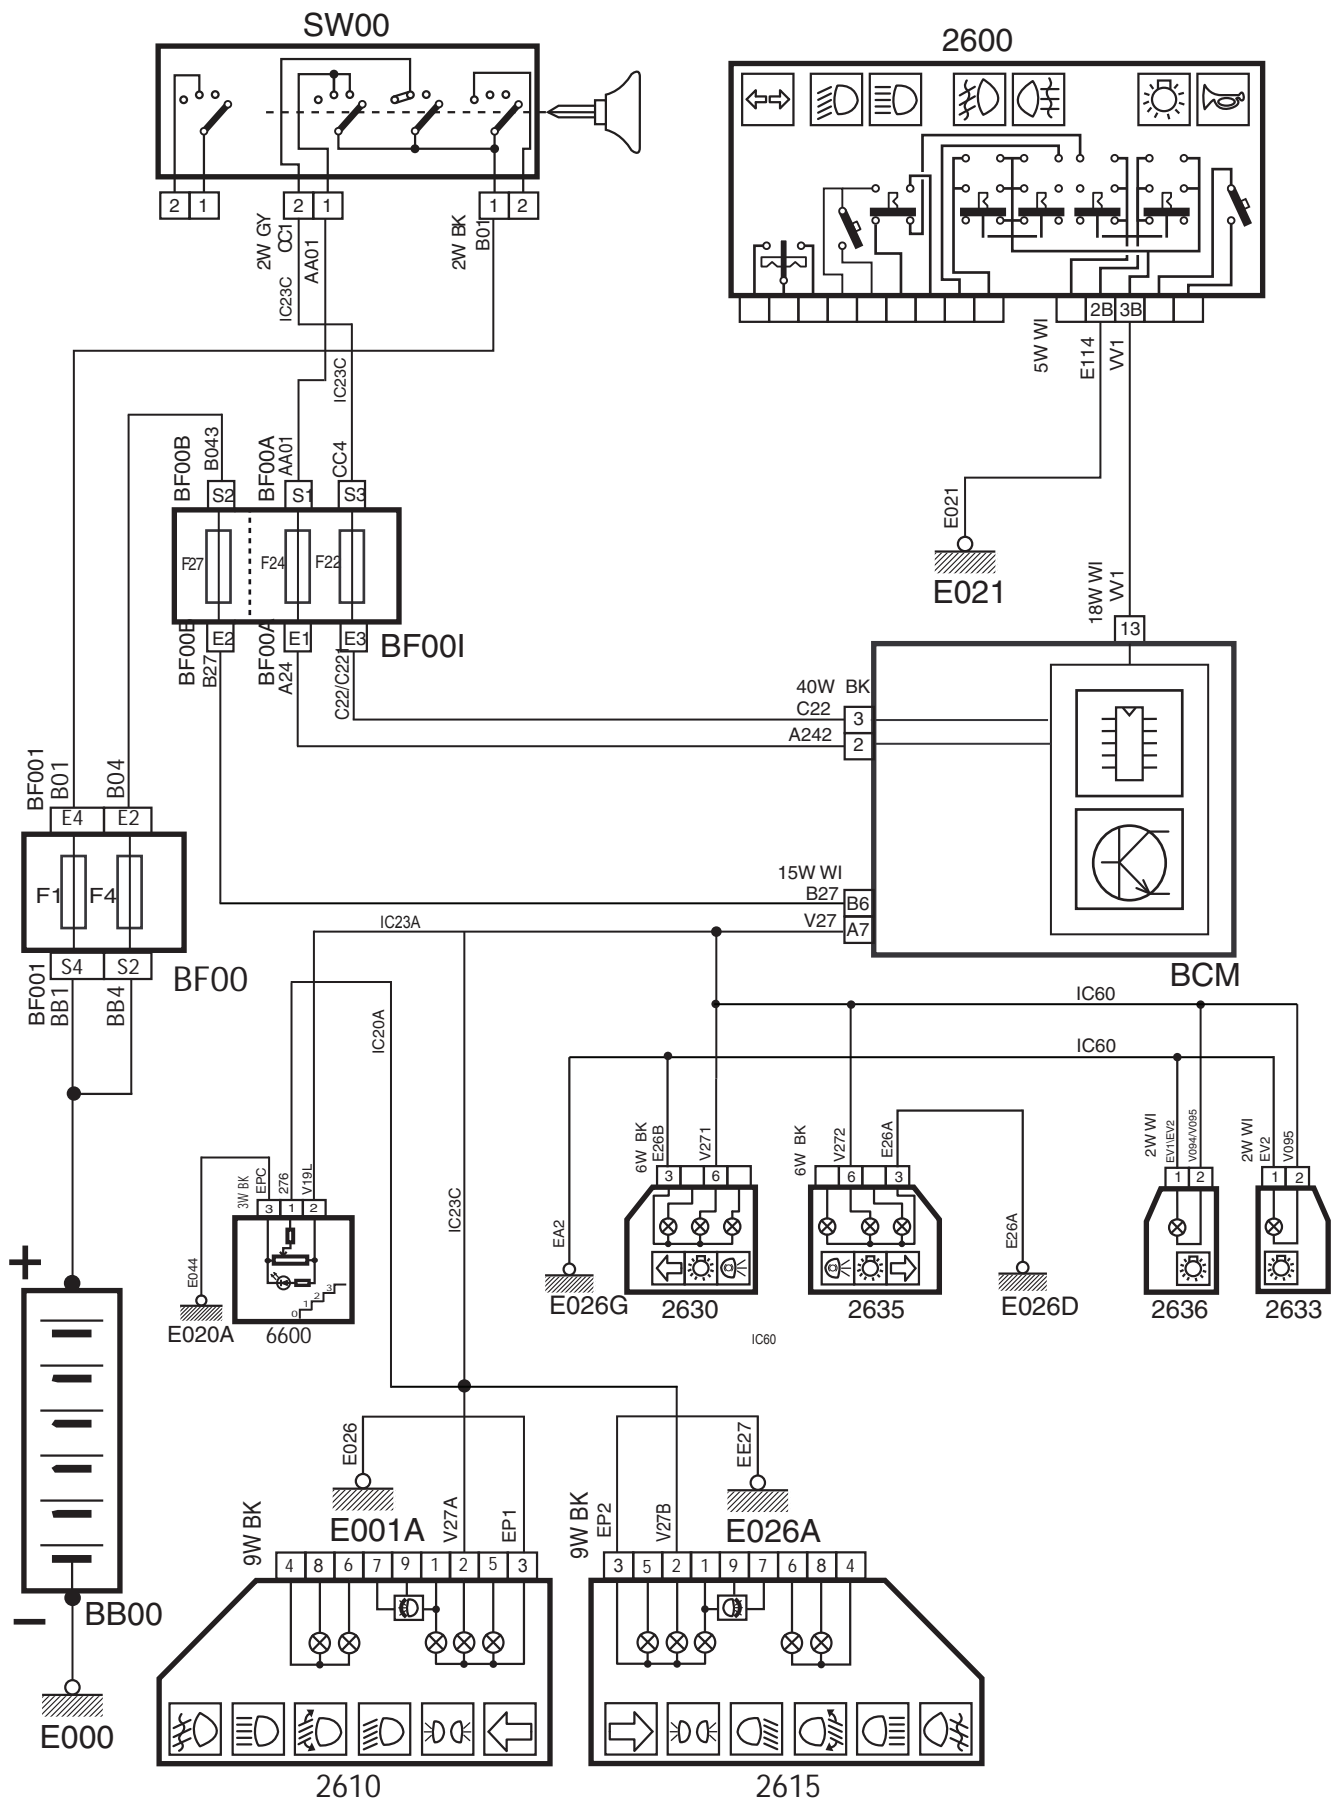 SW00
2600
2 1 2 1 1 2
2W GY
CC1
AA01
2W BK
B01
IC23C
IC23C
2B 3B
5W WI
E114
VV1
E021
E021
18W WI
VV1
13
BF00B
B043
BF00A
AA01
CC4
S2 S1 S3
F27 F24 F22
E2 E1 E3
BF00I
BF00B
B27
BF00A
A24
C22/C221
40W BK
C22
3
A242
2
BF001
B01
B04
E4 E2
F1 F4
S4 S2
BF00
BF001
BB1
BB4
15W WI
B27
B6
V27
A7
BCM
IC23A
IC20A
IC23C
IC60
IC60
3W BK
EPC
276
V19L
3 1 2
0 1 2 3
E044
E020A
6600
EA2
E026G
6W BK
E26B
V271
3 6
2630
6W BK
V272
E26A
6 3
2635
E26A
E026D
2W WI
EV1\EV2
V094/V095
1 2
2636
2W WI
EV2
V095
1 2
2633
IC60
+
−
BB00
E000
E026
E001A
9W BK
V27A
EP1
4 8 6 7 9 1 2 5 3
2610
9W BK
EP2
V27B
EE27
E026A
3 5 2 1 9 7 6 8 4
2615